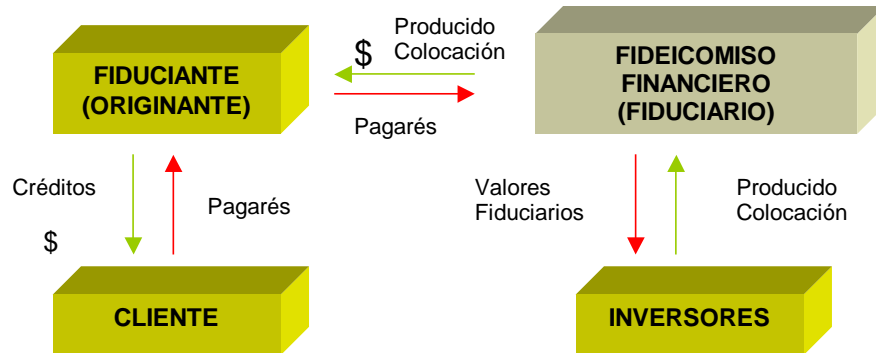 Producido
Colocación
$
FIDUCIANTE
(ORIGINANTE)
FIDEICOMISO
FINANCIERO
(FIDUCIARIO)
Pagarés
Créditos
$
Pagarés
Valores
Fiduciarios
Producido
Colocación
CLIENTE
INVERSORES